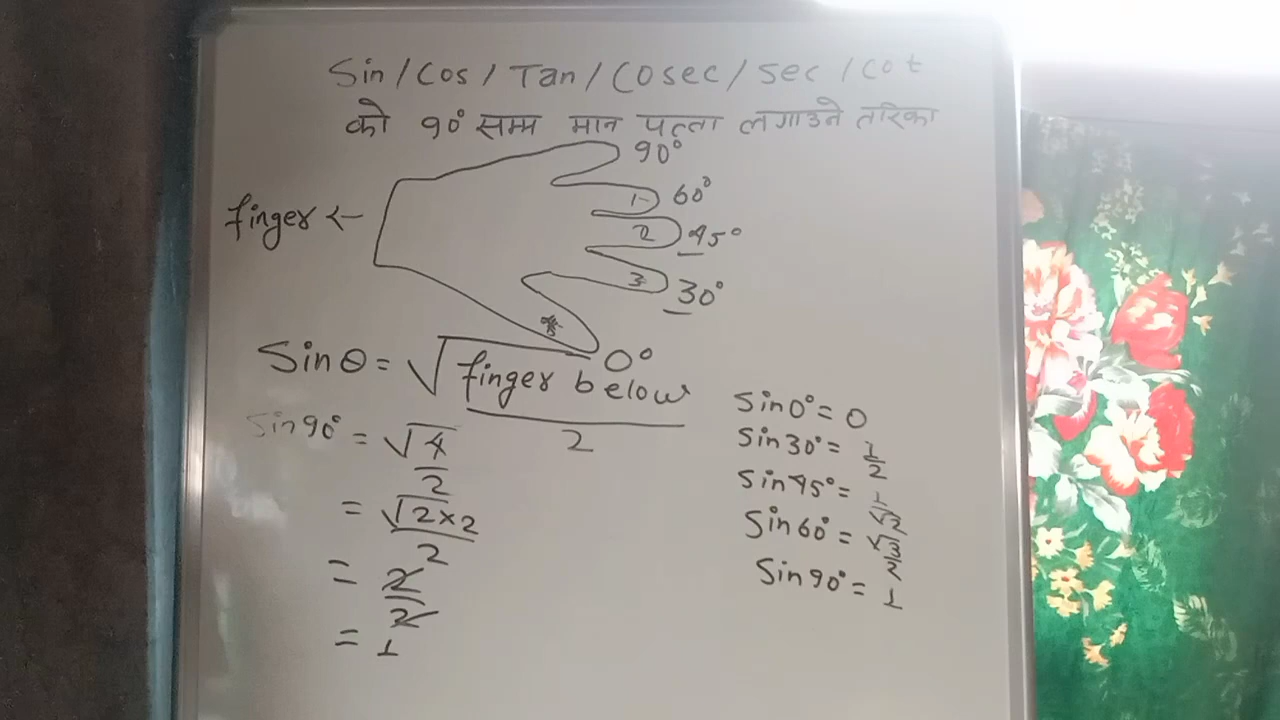 Sin / Cos / Tan / Cosec / Sec / Cot
को 90° सम्म मान पत्ता लगाउने तरिका
90°
finger ←
1 60°
2 45°
3 30°
4
0°
Sinθ = √finger below / 2
Sin90° = √4 / 2
= √2×2 / 2
= 2 / 2
= 1
Sin0° = 0
Sin30° = 1/2
Sin45° = 1/√2
Sin60° = √3/2
Sin90° = 1